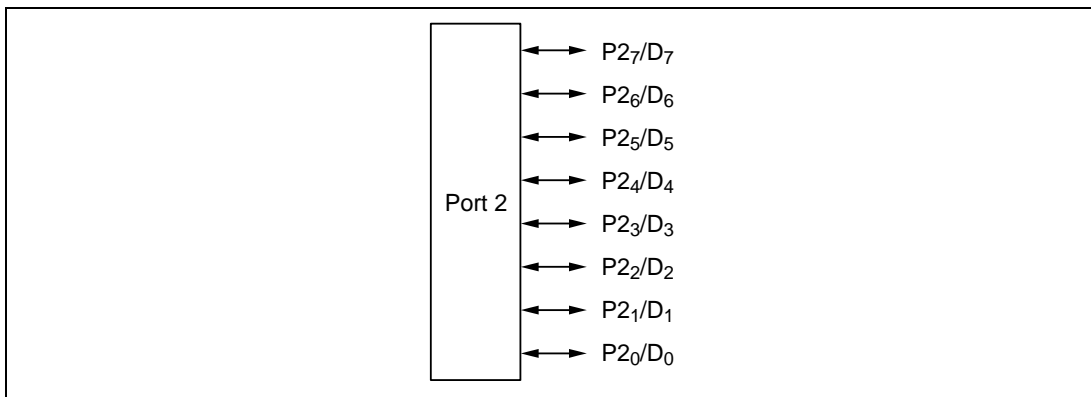 P2₇/D₇
P2₆/D₆
P2₅/D₅
P2₄/D₄
Port 2
P2₃/D₃
P2₂/D₂
P2₁/D₁
P2₀/D₀